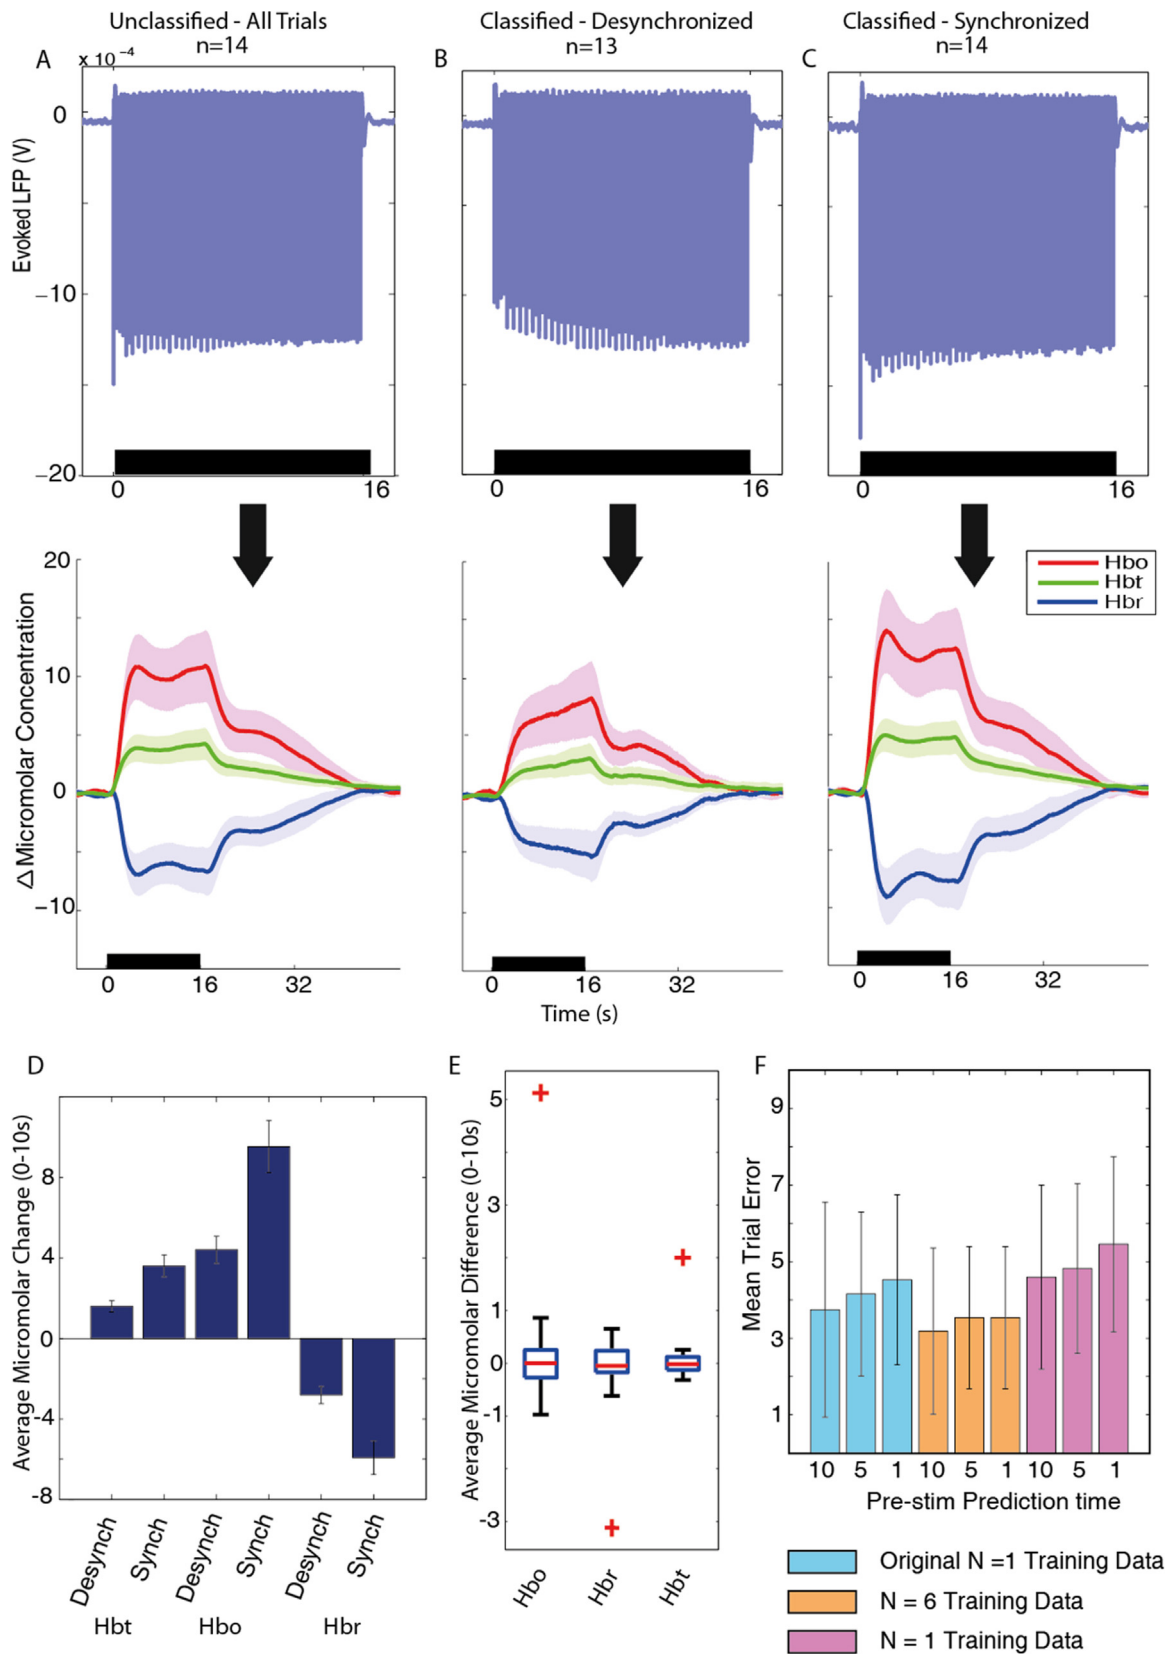 Unclassified - All Trials
n=14
Classified - Desynchronized
n=13
Classified - Synchronized
n=14
A
x 10⁻⁴
B
C
Evoked LFP (V)
0
−10
−20
0
16
0
16
0
16
Hbo
Hbt
Hbr
Δ Micromolar Concentration
20
10
0
−10
0
16
32
0
16
32
0
16
32
Time (s)
D
Average Micromolar Change (0-10s)
8
4
0
-4
-8
Desynch
Synch
Desynch
Synch
Desynch
Synch
Hbt
Hbo
Hbr
E
Average Micromolar Difference (0-10s)
5
3
1
0
-1
-3
Hbo
Hbr
Hbt
F
Mean Trial Error
9
7
5
3
1
10 5 1 10 5 1 10 5 1
Pre-stim Prediction time
Original N =1 Training Data
N = 6 Training Data
N = 1 Training Data